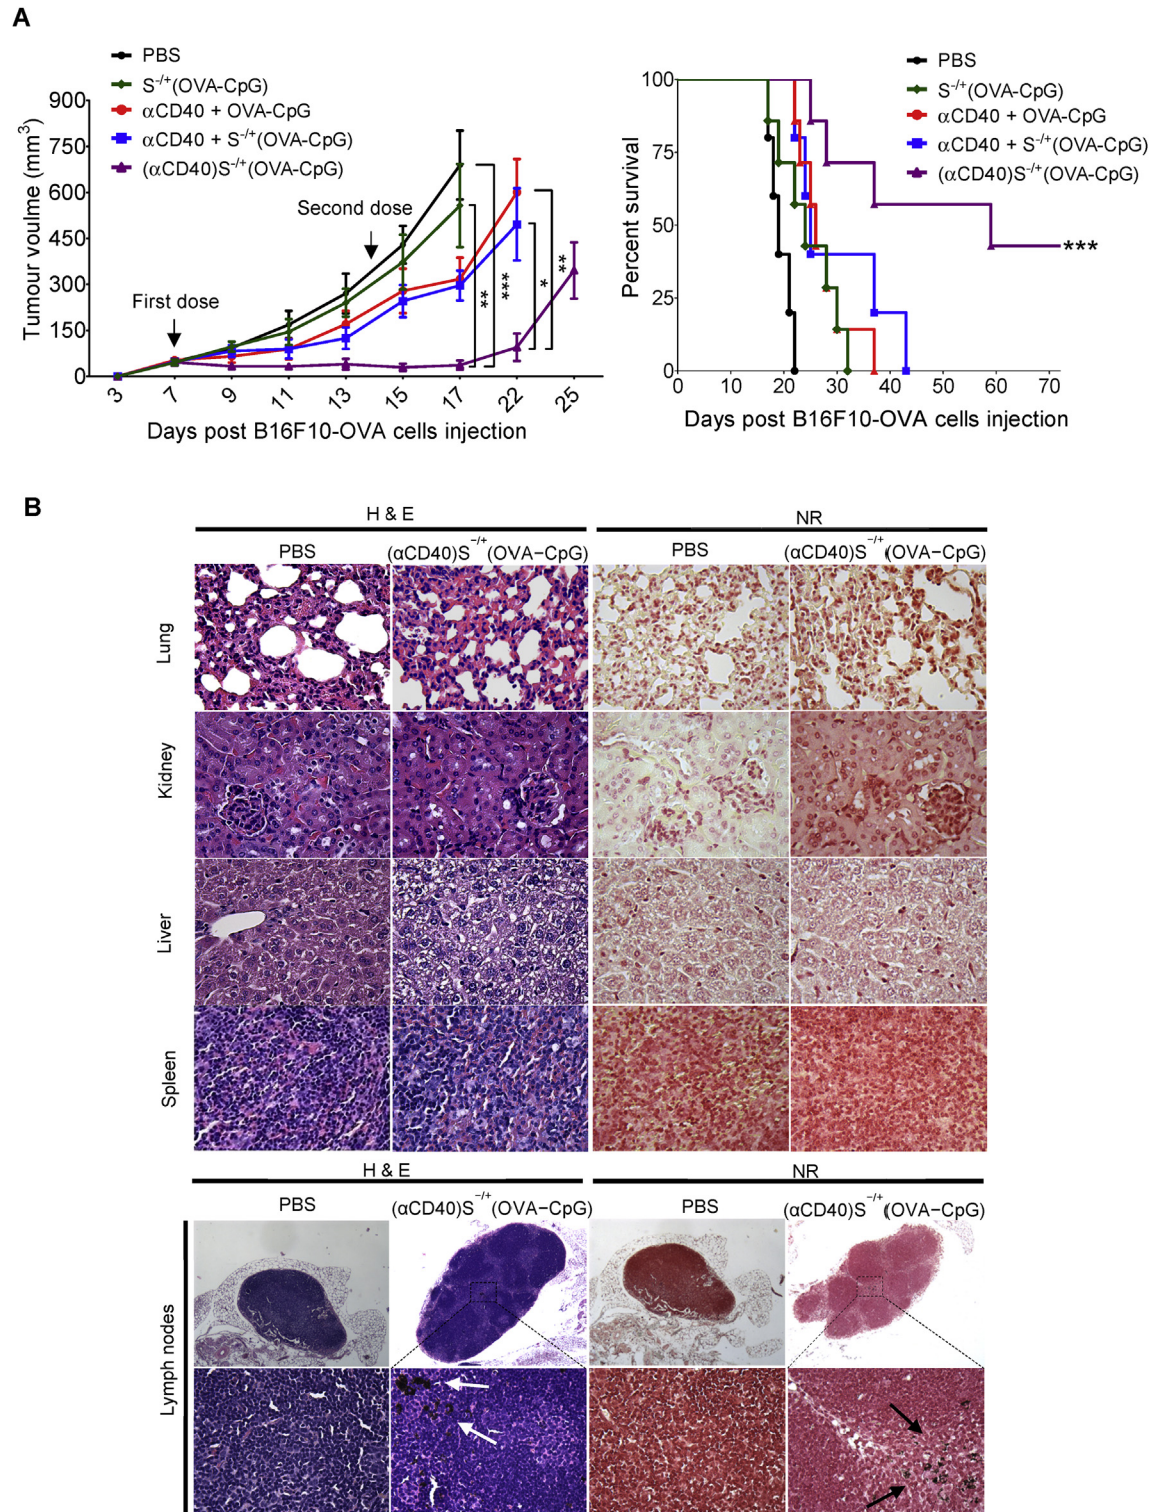 A
PBS
S-/+(OVA-CpG)
αCD40 + OVA-CpG
αCD40 + S-/+(OVA-CpG)
(αCD40)S-/+(OVA-CpG)
Tumour voulme (mm3)
900
750
600
450
300
150
0
First dose
Second dose
**
***
*
**
3
7
9
11
13
15
17
22
25
Days post B16F10-OVA cells injection
PBS
S-/+(OVA-CpG)
αCD40 + OVA-CpG
αCD40 + S-/+(OVA-CpG)
(αCD40)S-/+(OVA-CpG)
Percent survival
100
75
50
25
0
***
0
10
20
30
40
50
60
70
Days post B16F10-OVA cells injection
B
H & E
NR
PBS
(αCD40)S-/+(OVA-CpG)
PBS
(αCD40)S-/+(OVA-CpG)
Lung
Kidney
Liver
Spleen
H & E
NR
PBS
(αCD40)S-/+(OVA-CpG)
PBS
(αCD40)S-/+(OVA-CpG)
Lymph nodes